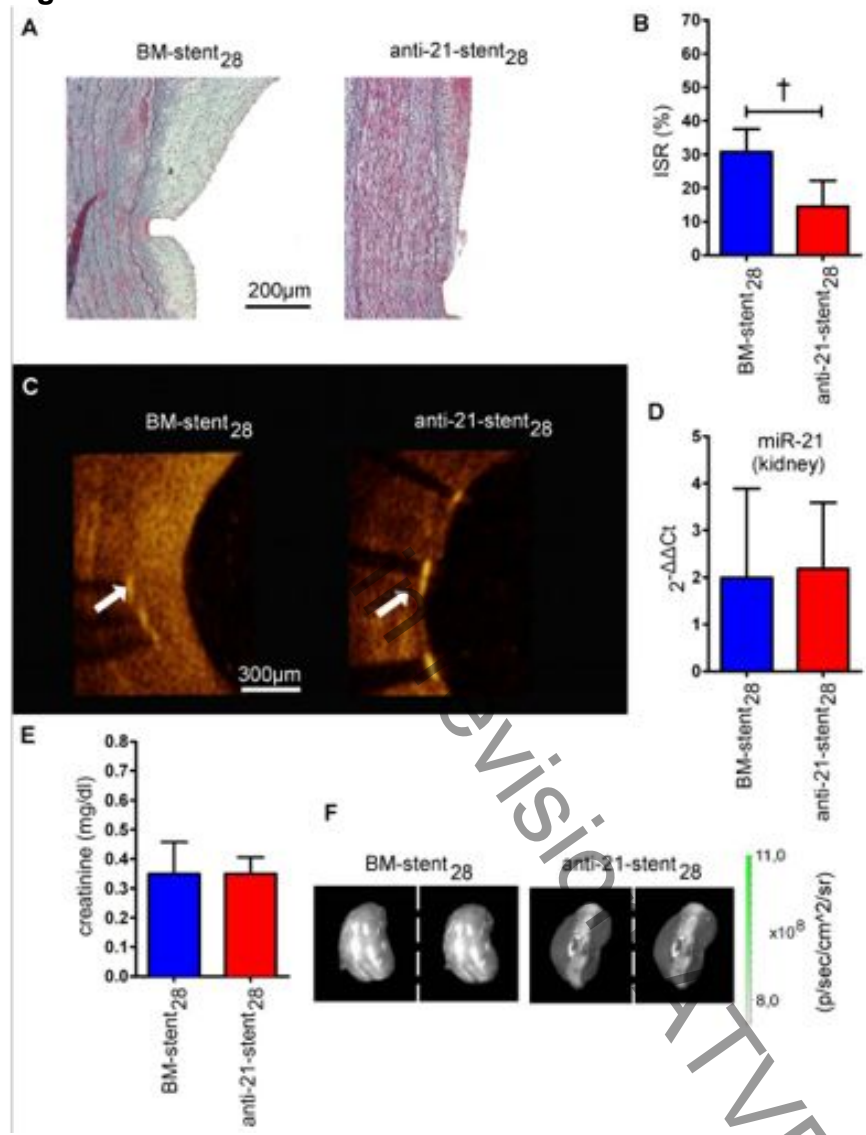 A
BM-stent28
anti-21-stent28
200µm
B
70
60
50
40
30
20
10
0
ISR (%)
†
BM-stent28
anti-21-stent28
C
BM-stent28
anti-21-stent28
300µm
D
5
4
3
2
1
0
2-ΔΔCt
miR-21
(kidney)
BM-stent28
anti-21-stent28
E
0.8
0.7
0.6
0.5
0.4
0.3
0.2
0.1
0.0
creatinine (mg/dl)
BM-stent28
anti-21-stent28
F
BM-stent28
anti-21-stent28
11,0
x10^8
8,0
(p/sec/cm^2/sr)